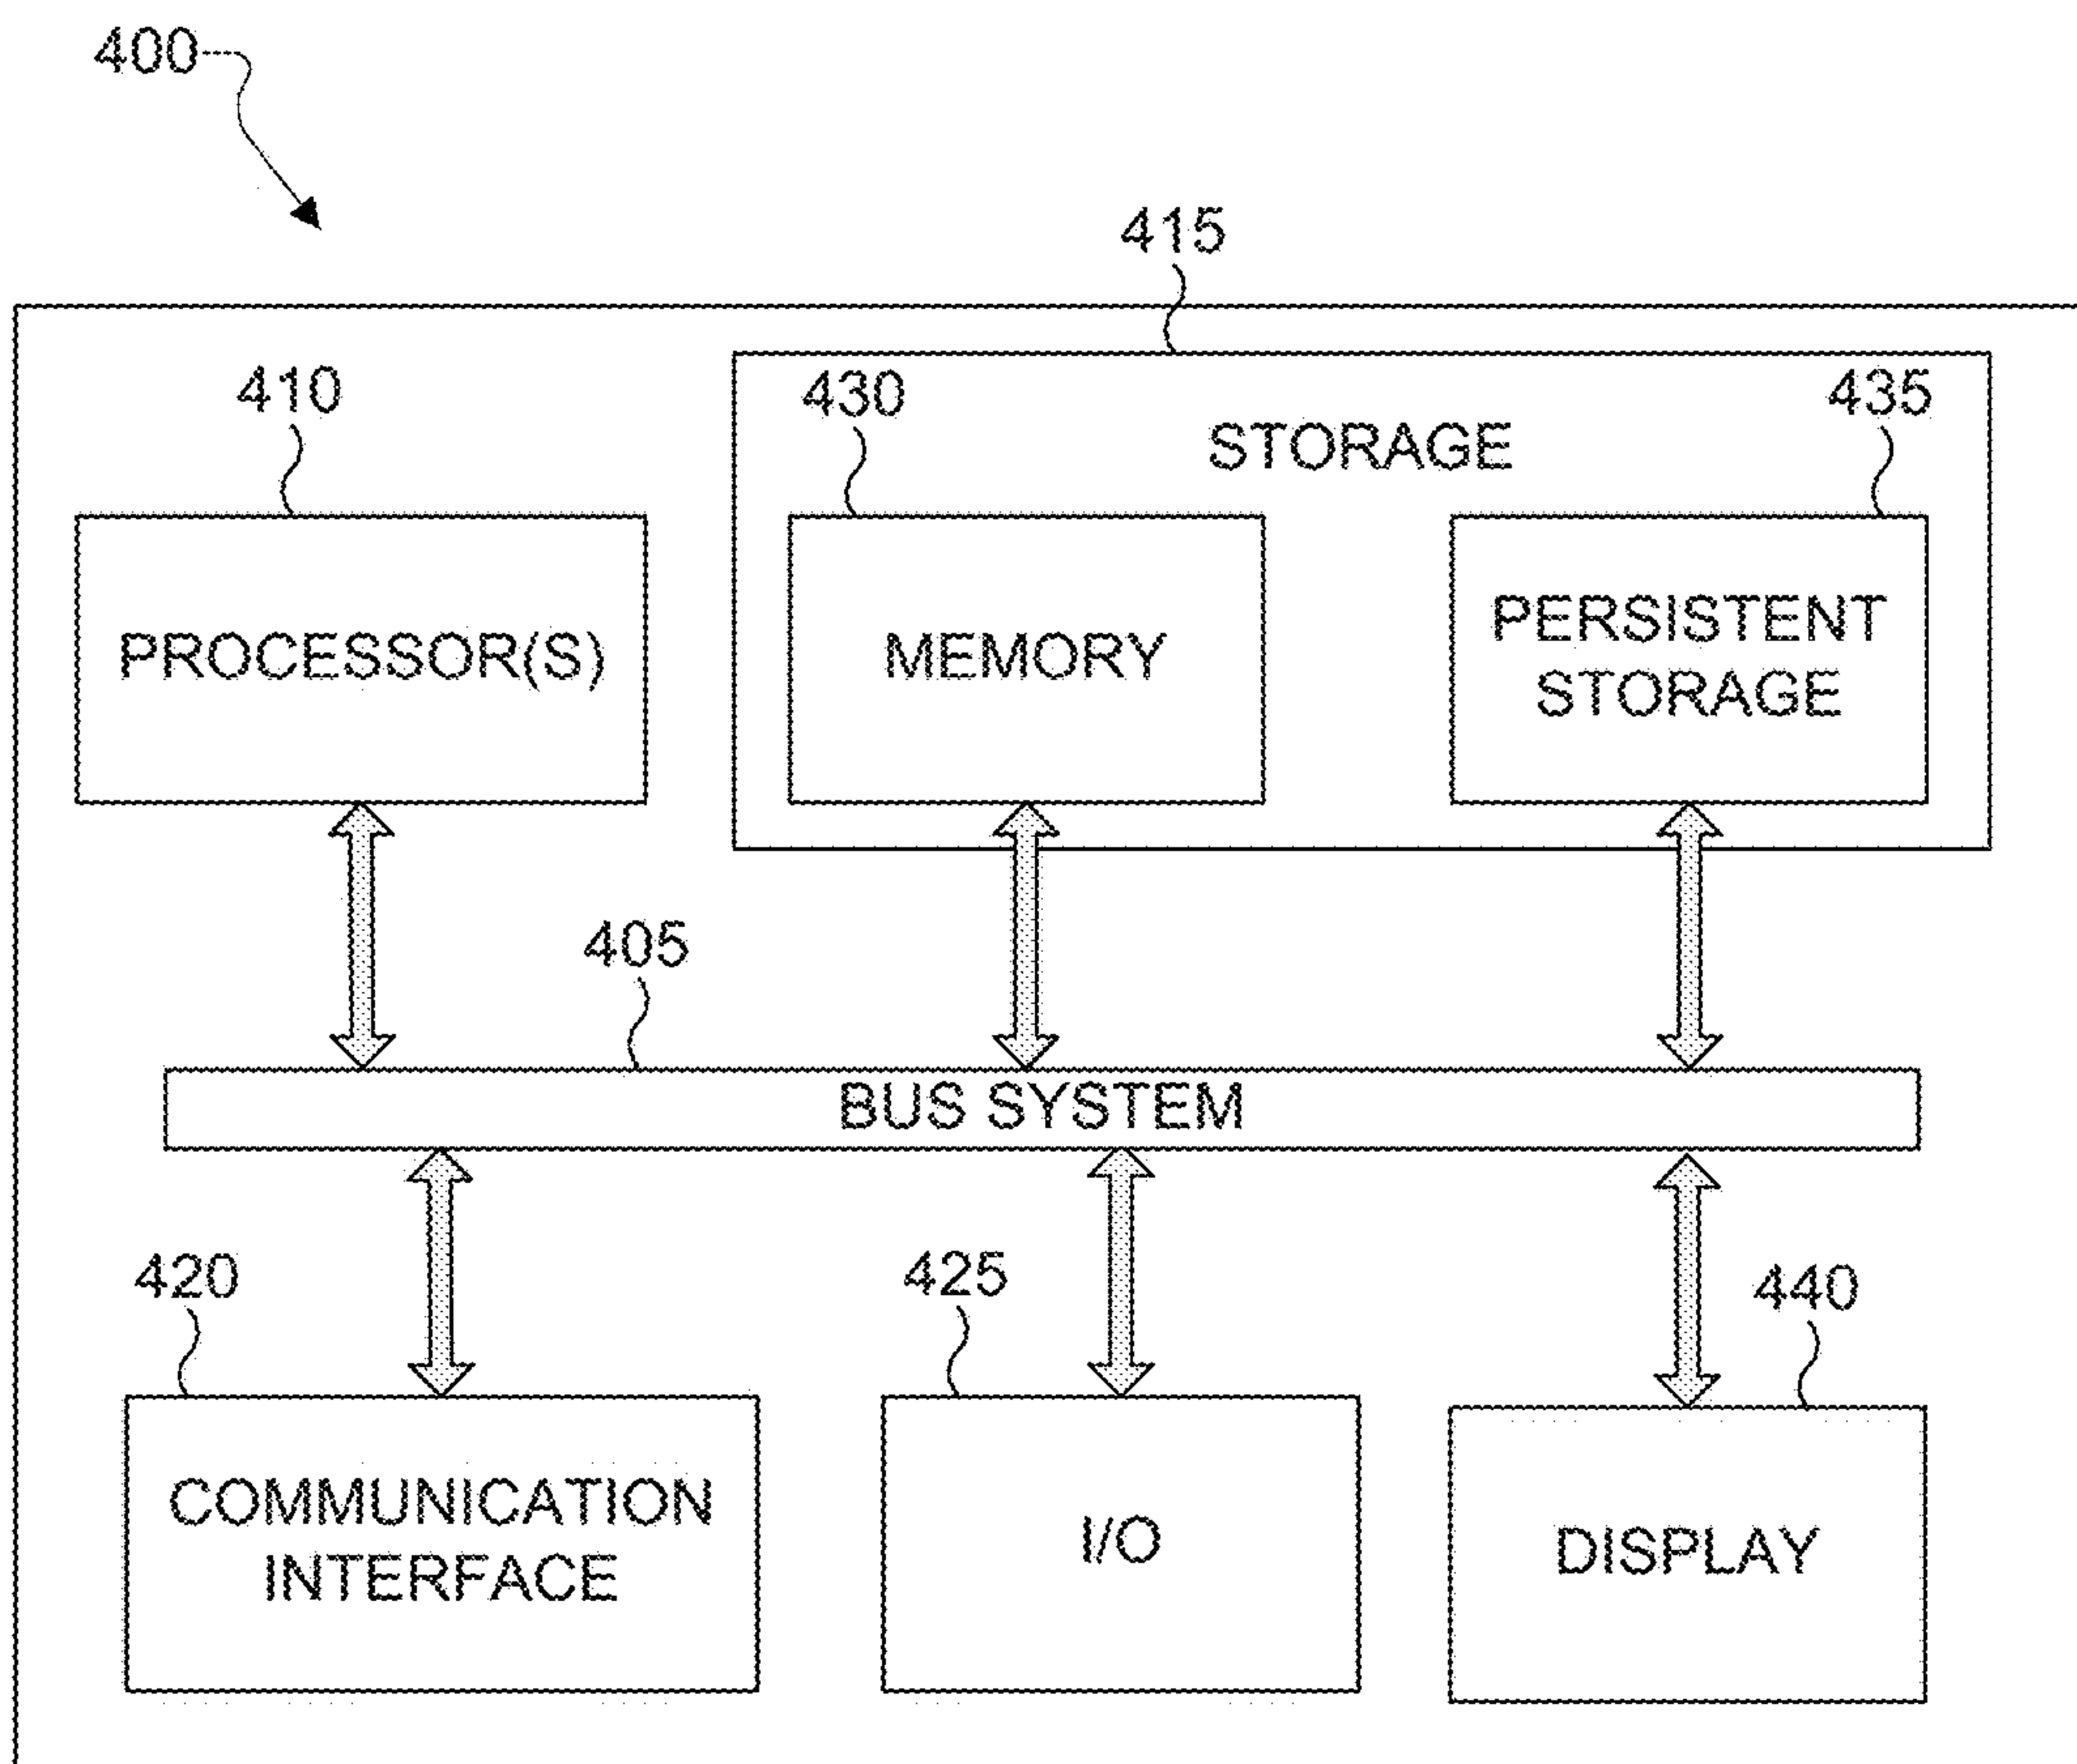 400
415
410
430
435
STORAGE
PROCESSOR(S)
MEMORY
PERSISTENT
STORAGE
405
BUS SYSTEM
420
425
440
COMMUNICATION
INTERFACE
I/O
DISPLAY